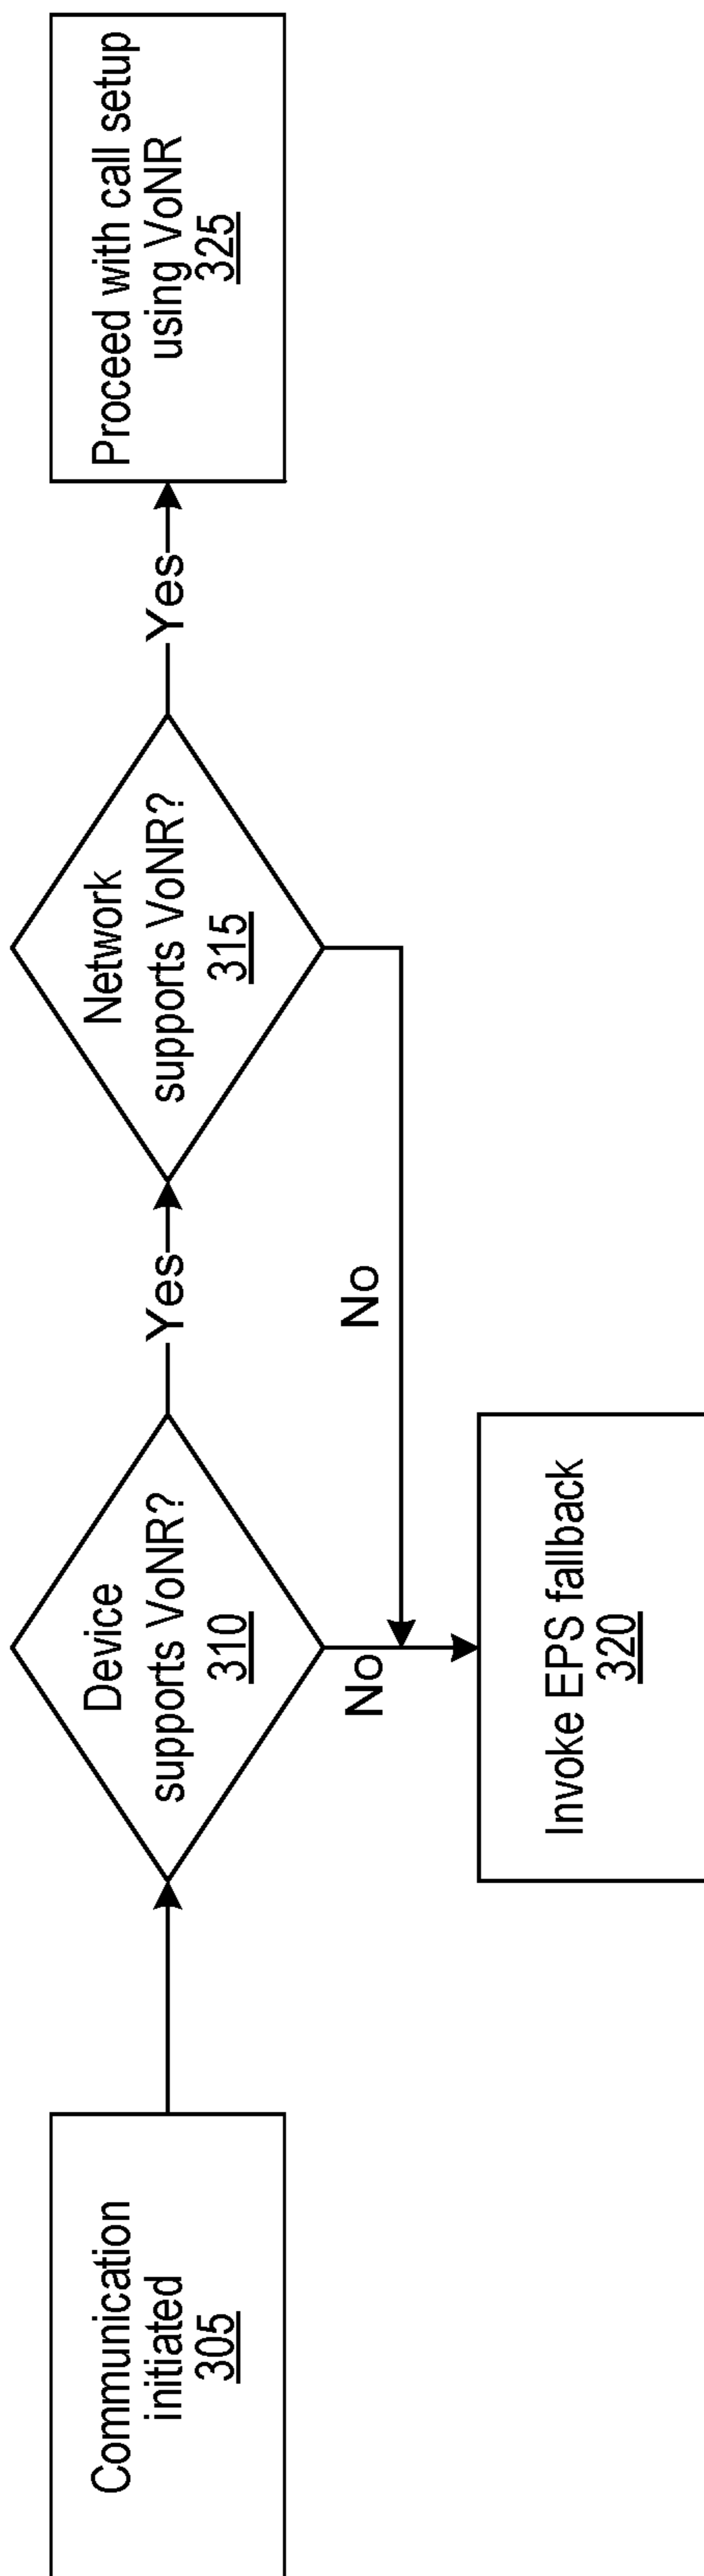 Communication
initiated
305
Device
supports VoNR?
310
Yes
No
Network
supports VoNR?
315
Yes
No
Proceed with call setup
using VoNR
325
Invoke EPS fallback
320